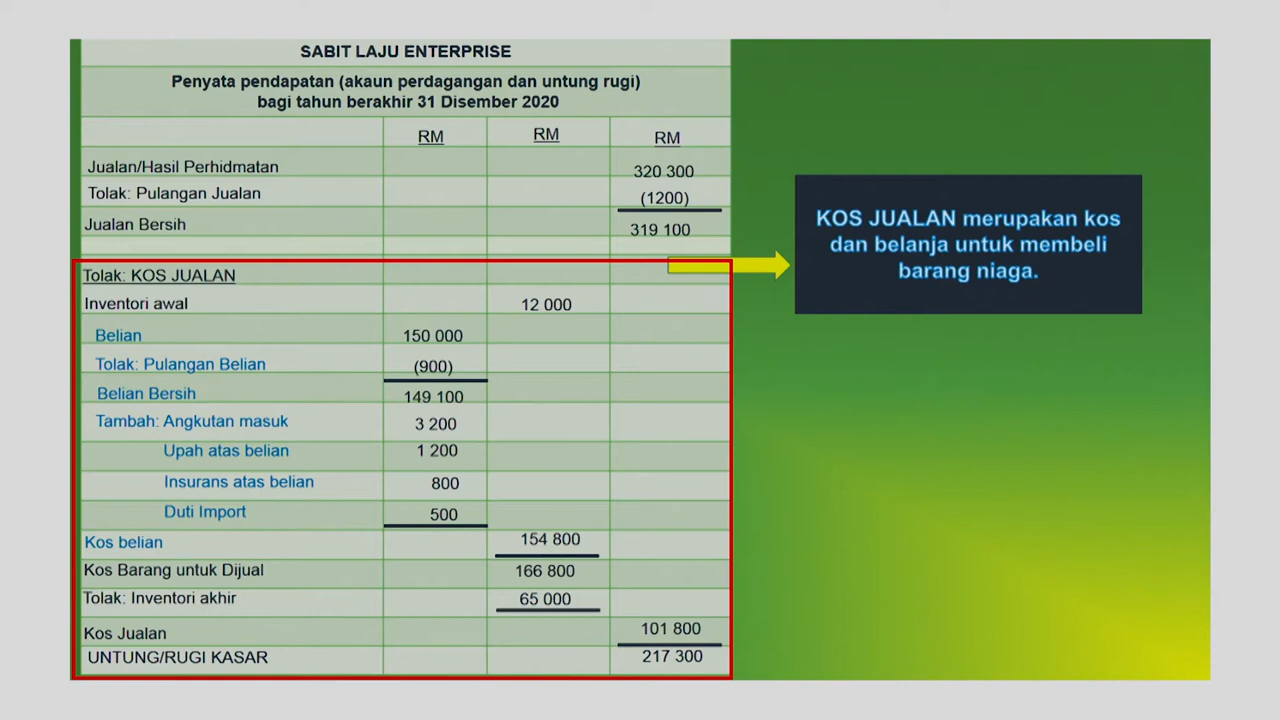 SABIT LAJU ENTERPRISE
Penyata pendapatan (akaun perdagangan dan untung rugi)
bagi tahun berakhir 31 Disember 2020
RM RM RM
Jualan/Hasil Perhidmatan 320 300
Tolak: Pulangan Jualan (1200)
Jualan Bersih 319 100
Tolak: KOS JUALAN
Inventori awal 12 000
Belian 150 000
Tolak: Pulangan Belian (900)
Belian Bersih 149 100
Tambah: Angkutan masuk 3 200
Upah atas belian 1 200
Insurans atas belian 800
Duti Import 500
Kos belian 154 800
Kos Barang untuk Dijual 166 800
Tolak: Inventori akhir 65 000
Kos Jualan 101 800
UNTUNG/RUGI KASAR 217 300
KOS JUALAN merupakan kos
dan belanja untuk membeli
barang niaga.